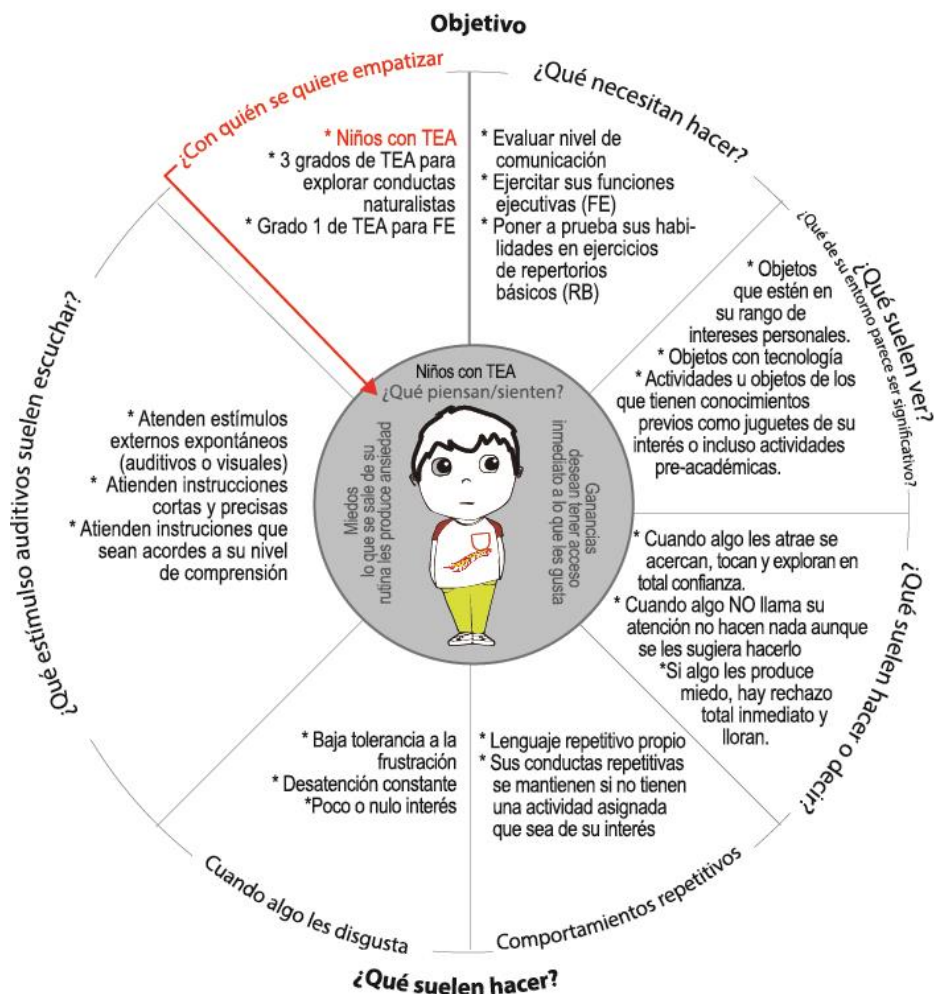 Objetivo
¿Con quién se quiere empatizar
* Niños con TEA
* 3 grados de TEA para
explorar conductas
naturalistas
* Grado 1 de TEA para FE
¿Qué necesitan hacer?
* Evaluar nivel de
comunicación
* Ejercitar sus funciones
ejecutivas (FE)
* Poner a prueba sus habi-
lidades en ejercicios
de repertorios
básicos (RB)
¿Qué suelen ver?
¿Qué de su entorno parece ser significativo?
* Objetos
que estén en
su rango de
intereses personales.
* Objetos con tecnología
* Actividades u objetos de los
que tienen conocimientos
previos como juguetes de su
interés o incluso actividades
pre-académicas.
¿Qué suelen hacer o decir?
* Cuando algo les atrae se
acercan, tocan y exploran en
total confianza.
* Cuando algo NO llama su
atención no hacen nada aunque
se les sugiera hacerlo
*Si algo les produce
miedo, hay rechazo
total inmediato y
lloran.
Comportamientos repetitivos
* Lenguaje repetitivo propio
* Sus conductas repetitivas
se mantienen si no tienen
una actividad asignada
que sea de su interés
¿Qué suelen hacer?
Cuando algo les disgusta
* Baja tolerancia a la
frustración
* Desatención constante
*Poco o nulo interés
¿Qué estímulso auditivos suelen escuchar?
* Atenden estímulos
externos expontáneos
(auditivos o visuales)
* Atienden instrucciones
cortas y precisas
* Atienden instruciones que
sean acordes a su nivel
de comprensión
Niños con TEA
¿Qué piensan/sienten?
Miedos
lo que se sale de su
rutina les produce ansiedad
Ganancias
desean tener acceso
inmediato a lo que les gusta